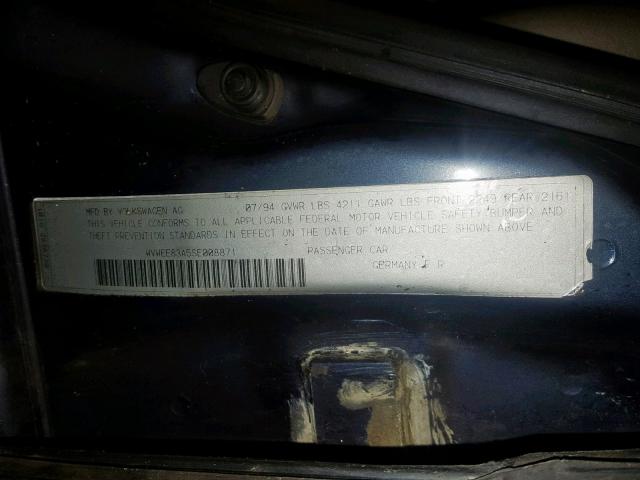 MFD BY VOLKSWAGEN AG 07/94 GVWR LBS 4211 GAWR LBS FRONT 2249 REAR 2161
THIS VEHICLE CONFORMS TO ALL APPLICABLE FEDERAL MOTOR VEHICLE SAFETY BUMPER AND
THEFT PREVENTION STANDARDS IN EFFECT ON THE DATE OF MANUFACTURE SHOWN ABOVE
WVWEE83A5SE008871 PASSENGER CAR
GERMANY F R